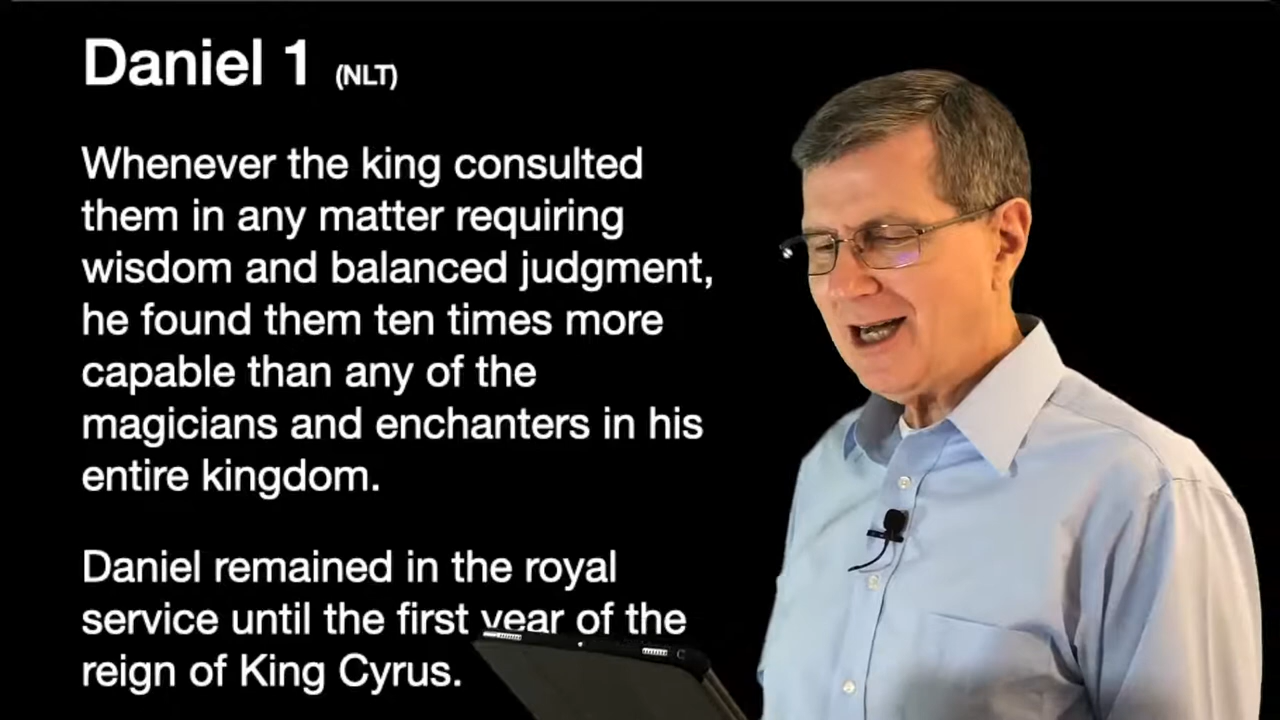 Daniel 1 (NLT)
Whenever the king consulted
them in any matter requiring
wisdom and balanced judgment,
he found them ten times more
capable than any of the
magicians and enchanters in his
entire kingdom.
Daniel remained in the royal
service until the first year of the
reign of King Cyrus.